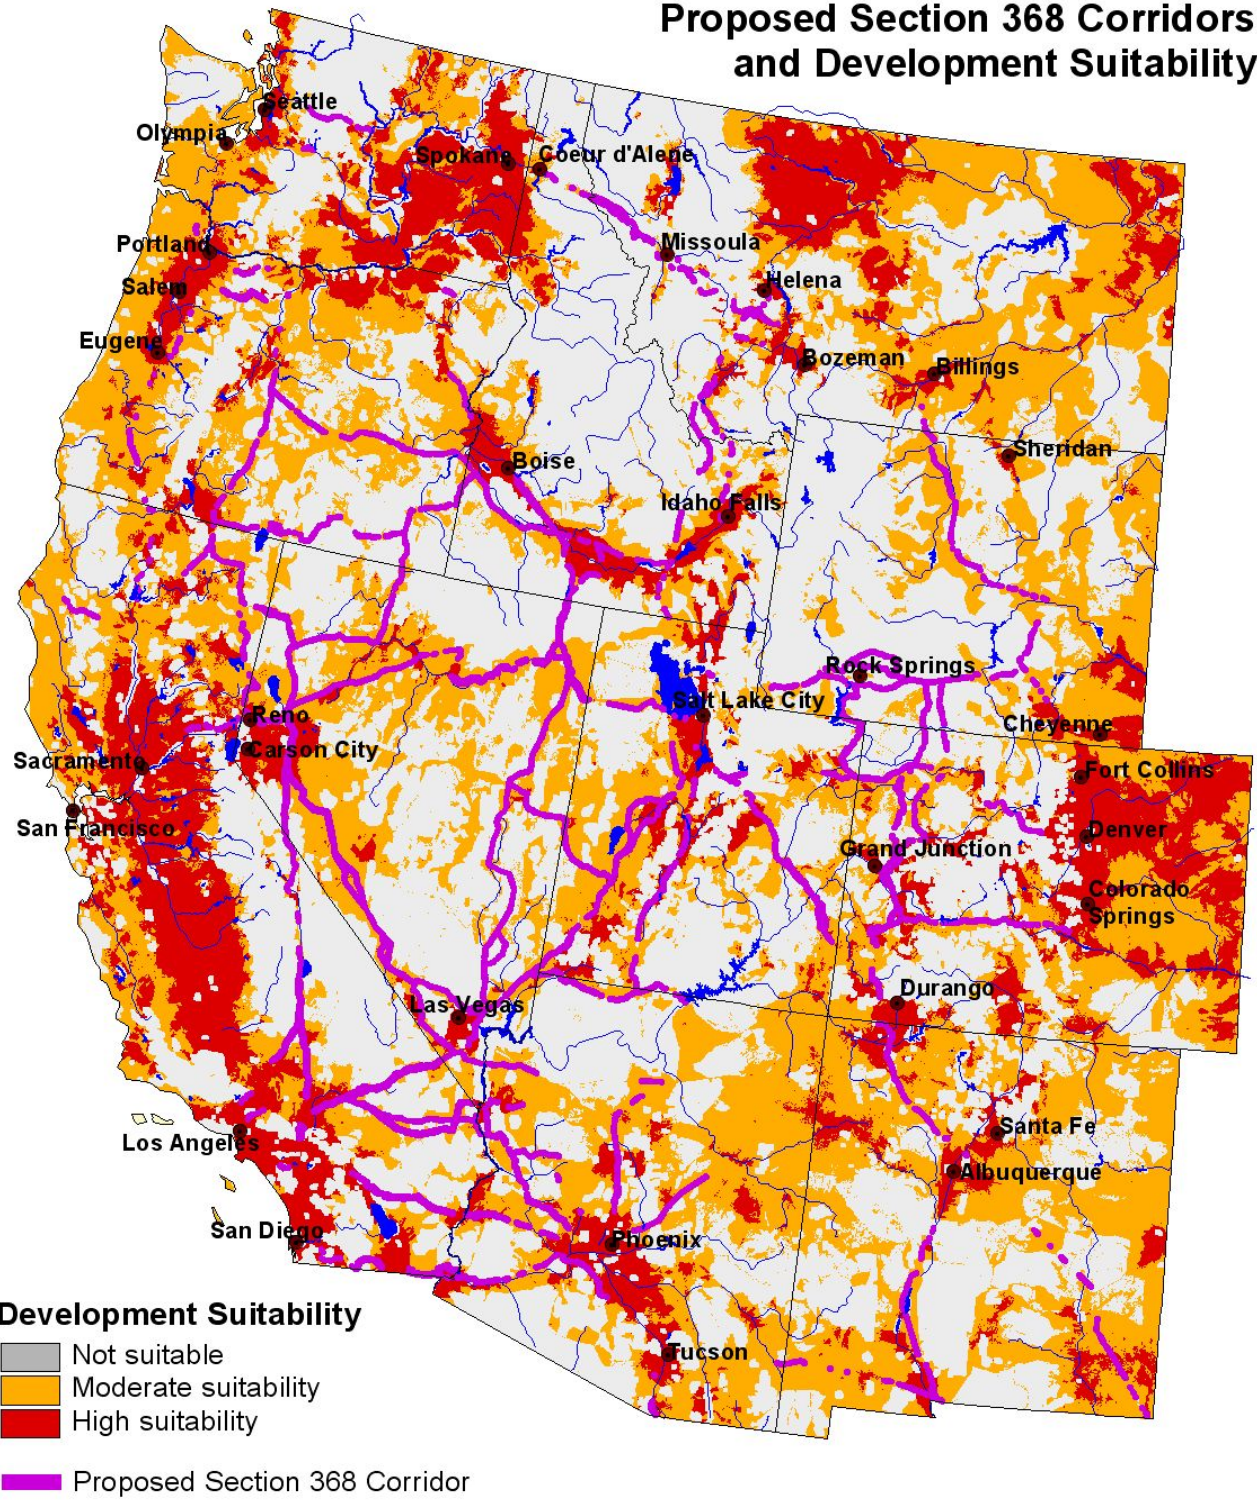 Proposed Section 368 Corridors
and Development Suitability
Seattle
Olympia
Spokane
Coeur d'Alene
Portland
Missoula
Salem
Helena
Eugene
Bozeman
Billings
Sheridan
Boise
Idaho Falls
Rock Springs
Salt Lake City
Reno
Cheyenne
Carson City
Sacramento
Fort Collins
San Francisco
Denver
Grand Junction
Colorado
Springs
Durango
Las Vegas
Santa Fe
Los Angeles
Albuquerque
San Diego
Phoenix
Tucson
Development Suitability
Not suitable
Moderate suitability
High suitability
Proposed Section 368 Corridor